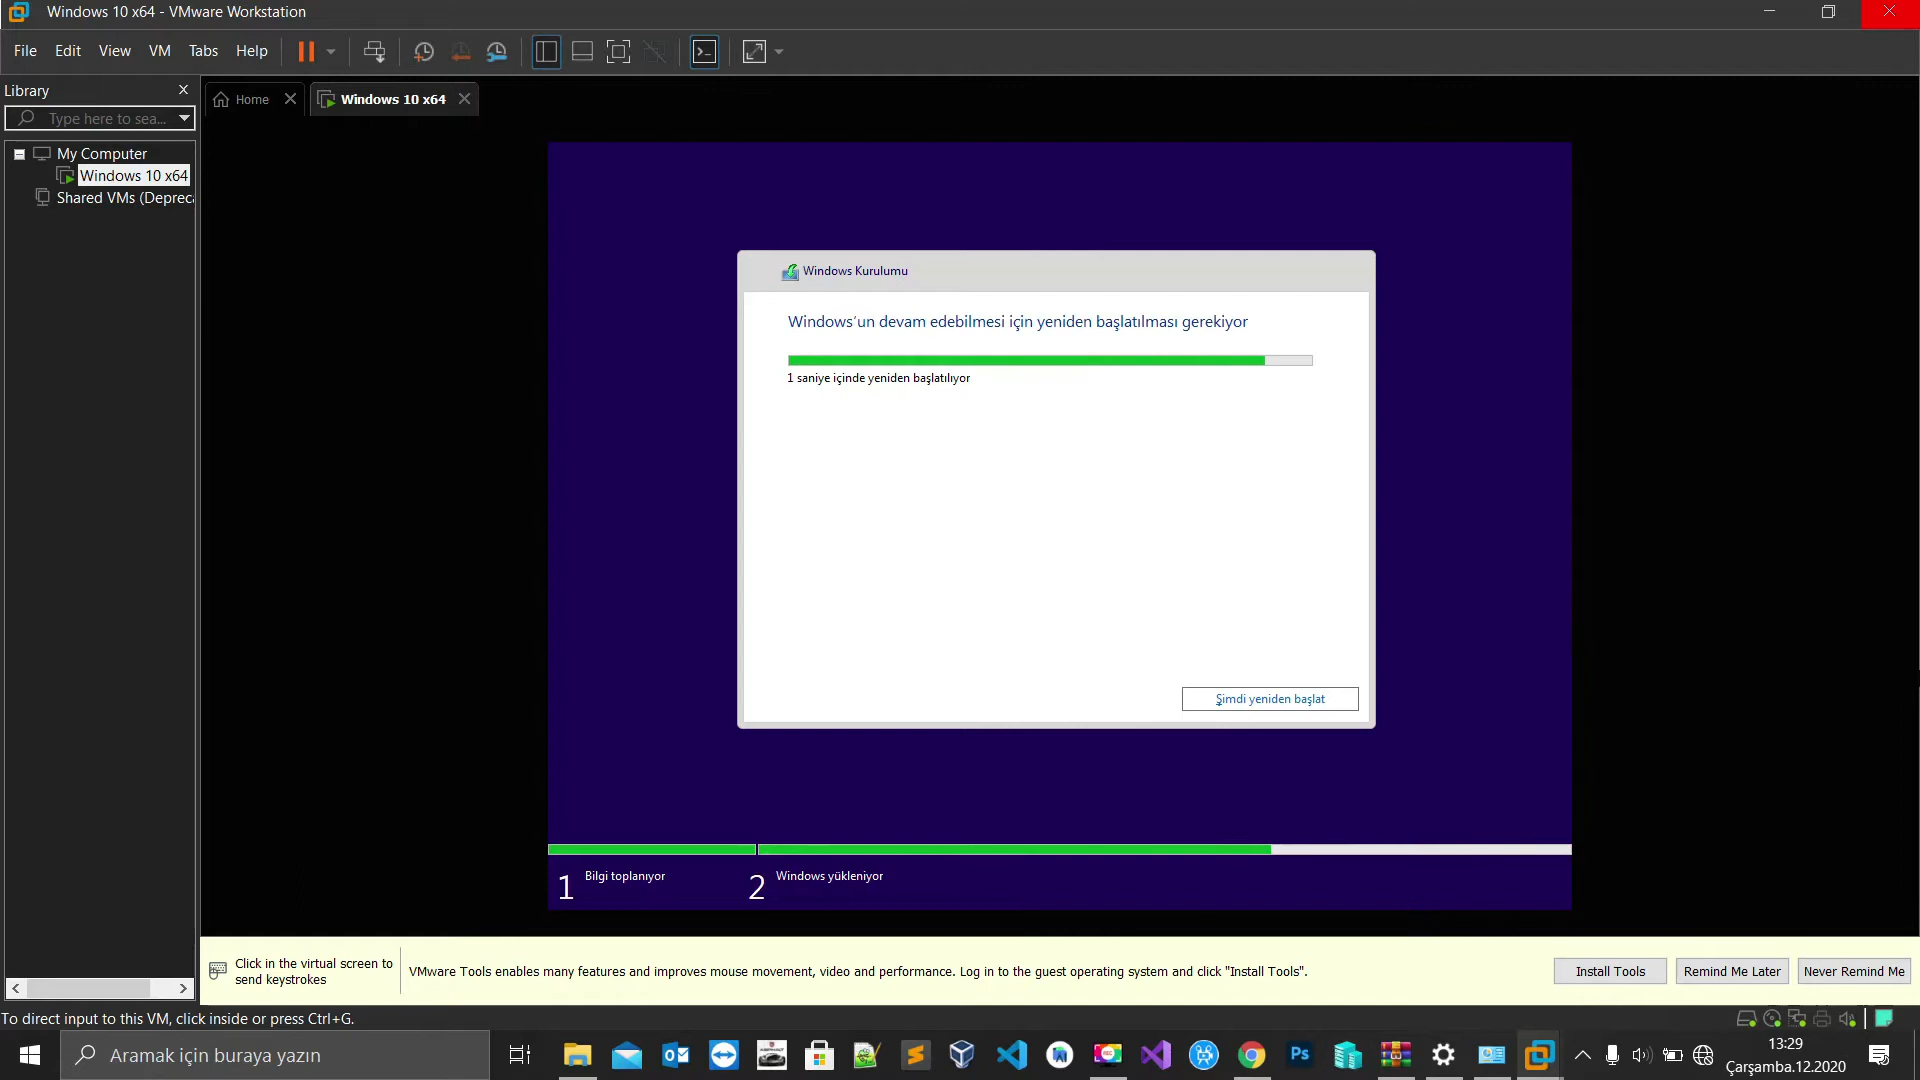 Windows 10 x64 - VMware Workstation
File Edit View VM Tabs Help
Library
Home
Windows 10 x64
Type here to sea...
My Computer
Windows 10 x64
Shared VMs (Depreca
Windows Kurulumu
Windows'un devam edebilmesi için yeniden başlatılması gerekiyor
1 saniye içinde yeniden başlatılıyor
Şimdi yeniden başlat
1 Bilgi toplanıyor
2 Windows yükleniyor
Click in the virtual screen to
send keystrokes
VMware Tools enables many features and improves mouse movement, video and performance. Log in to the guest operating system and click "Install Tools".
Install Tools
Remind Me Later
Never Remind Me
To direct input to this VM, click inside or press Ctrl+G.
Aramak için buraya yazın
Ps
13:29
Çarşamba.12.2020